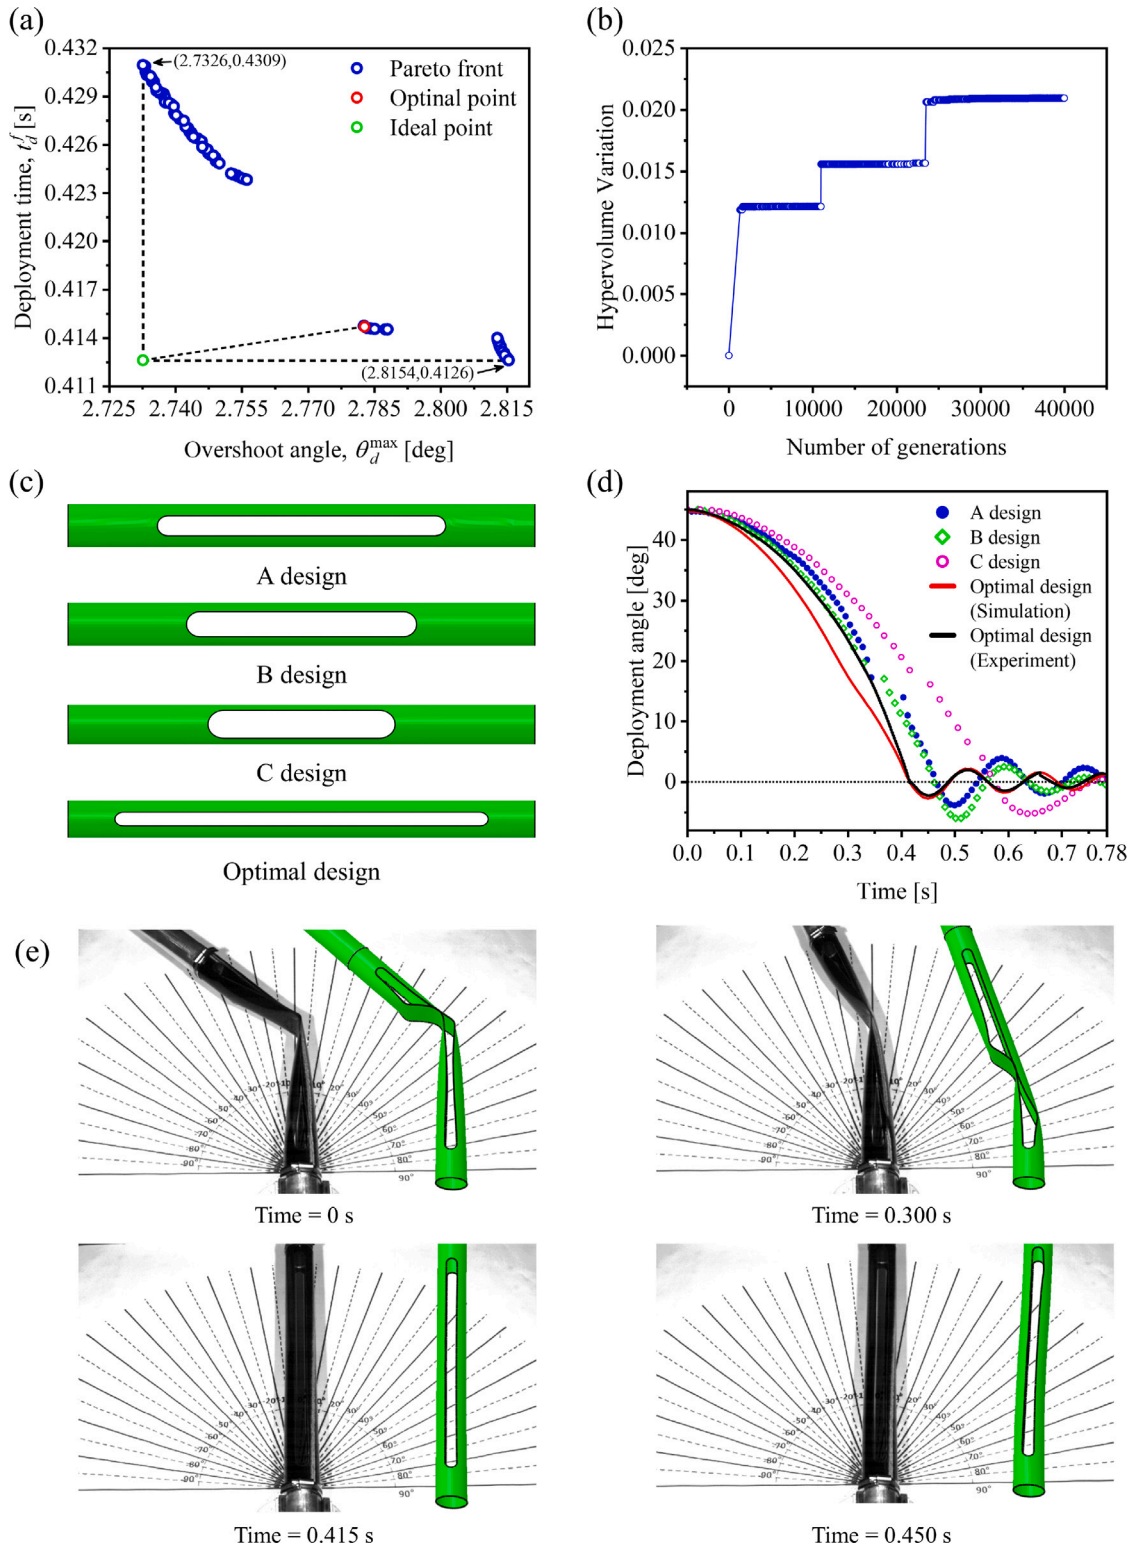 (a)
0.432
0.429
0.426
0.423
0.420
0.417
0.414
0.411
Deployment time, t_d^f [s]
(2.7326,0.4309)
Pareto front
Optinal point
Ideal point
(2.8154,0.4126)
2.725 2.740 2.755 2.770 2.785 2.800 2.815
Overshoot angle, θ_d^max [deg]
(b)
0.025
0.020
0.015
0.010
0.005
0.000
Hypervolume Variation
0 10000 20000 30000 40000
Number of generations
(c)
A design
B design
C design
Optimal design
(d)
40
30
20
10
0
Deployment angle [deg]
A design
B design
C design
Optimal design
(Simulation)
Optimal design
(Experiment)
0.0 0.1 0.2 0.3 0.4 0.5 0.6 0.7 0.78
Time [s]
(e)
Time = 0 s
Time = 0.300 s
Time = 0.415 s
Time = 0.450 s